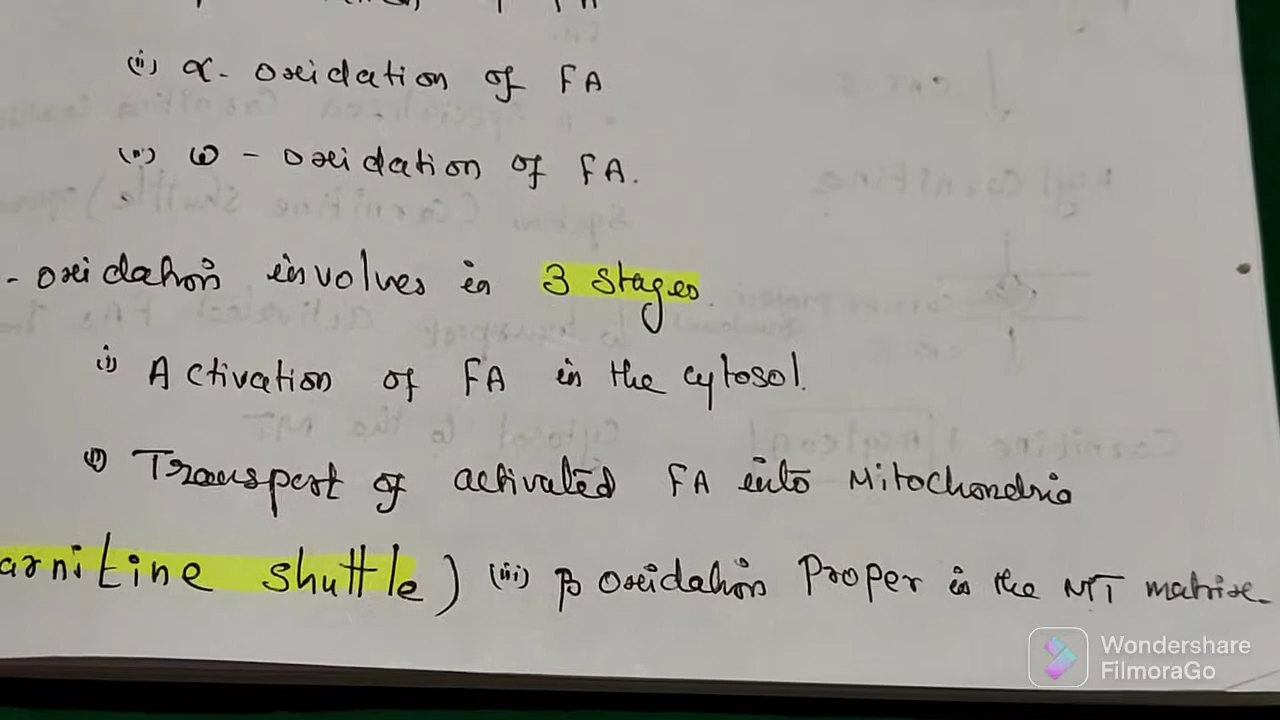 (ii) α - oxidation of FA
(iii) ω - oxidation of FA.
- oxidation involves in 3 stages.
(i) Activation of FA in the cytosol.
(ii) Transport of activated FA into Mitochondria
arnitine shuttle) (iii) β oxidation Proper in the MT matrix.
Wondershare
FilmoraGo